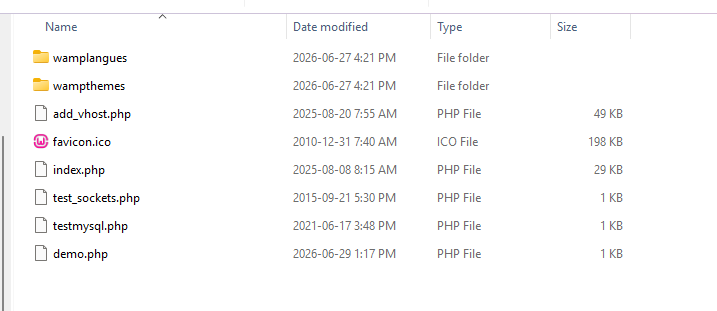 Name Date modified Type Size
wamplangues 2026-06-27 4:21 PM File folder
wampthemes 2026-06-27 4:21 PM File folder
add_vhost.php 2025-08-20 7:55 AM PHP File 49 KB
favicon.ico 2010-12-31 7:40 AM ICO File 198 KB
index.php 2025-08-08 8:15 AM PHP File 29 KB
test_sockets.php 2015-09-21 5:30 PM PHP File 1 KB
testmysql.php 2021-06-17 3:48 PM PHP File 1 KB
demo.php 2026-06-29 1:17 PM PHP File 1 KB